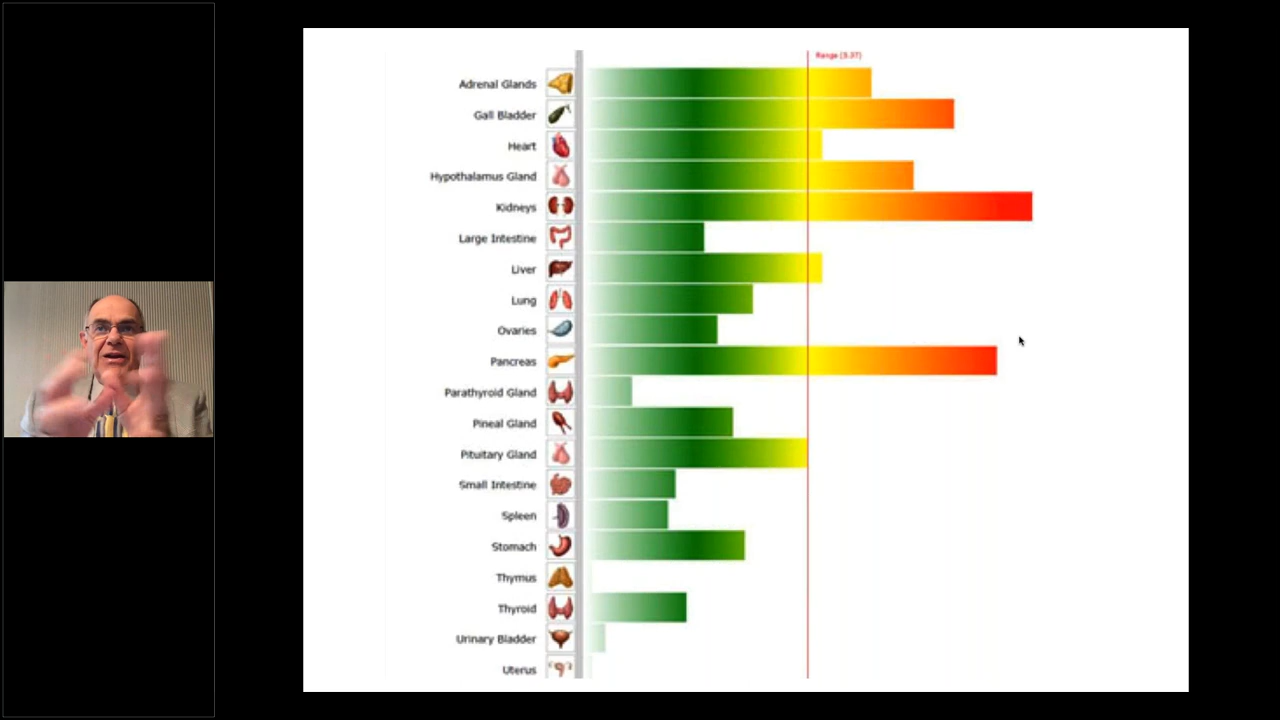 Range (5.37)
Adrenal Glands
Gall Bladder
Heart
Hypothalamus Gland
Kidneys
Large Intestine
Liver
Lung
Ovaries
Pancreas
Parathyroid Gland
Pineal Gland
Pituitary Gland
Small Intestine
Spleen
Stomach
Thymus
Thyroid
Urinary Bladder
Uterus